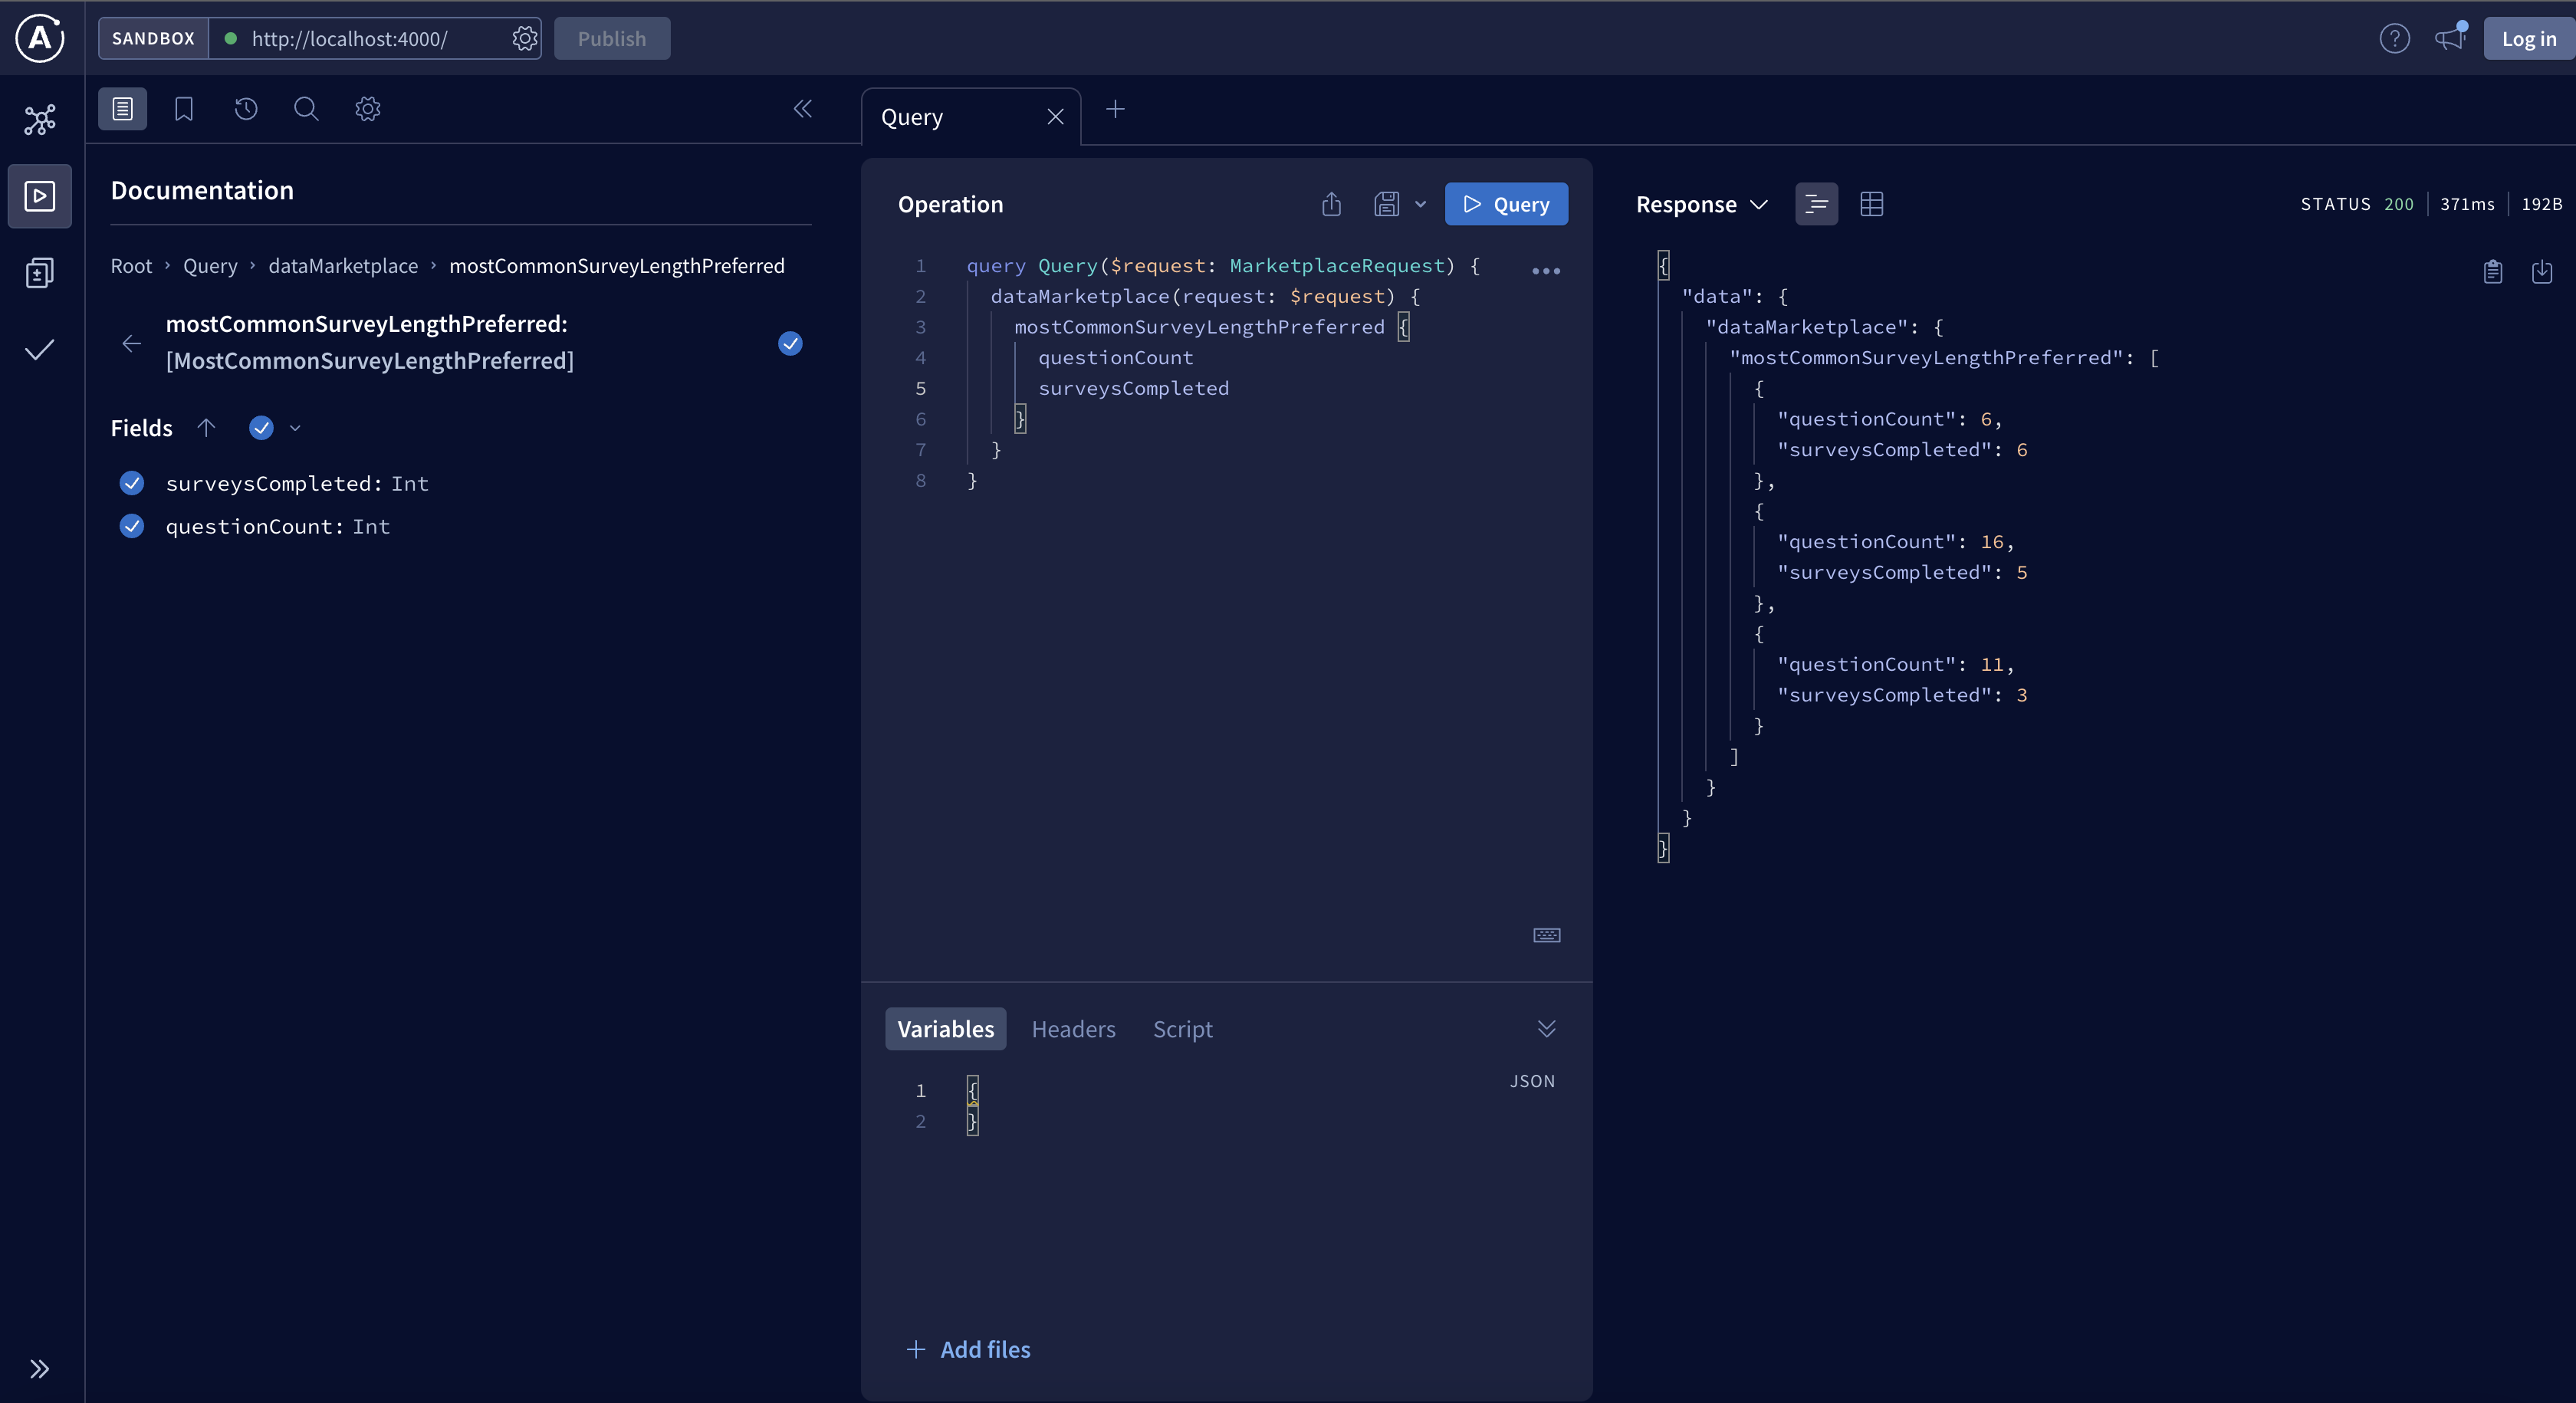 SANDBOX http://localhost:4000/ Publish Log in
Documentation
Root › Query › dataMarketplace › mostCommonSurveyLengthPreferred
mostCommonSurveyLengthPreferred:
[MostCommonSurveyLengthPreferred]
Fields
surveysCompleted: Int
questionCount: Int
Query
Operation
Query
1 query Query($request: MarketplaceRequest) {
2 dataMarketplace(request: $request) {
3 mostCommonSurveyLengthPreferred {
4 questionCount
5 surveysCompleted
6 }
7 }
8 }
Variables Headers Script
JSON
1 {
2 }
Add files
Response STATUS 200 371ms 192B
{
"data": {
"dataMarketplace": {
"mostCommonSurveyLengthPreferred": [
{
"questionCount": 6,
"surveysCompleted": 6
},
{
"questionCount": 16,
"surveysCompleted": 5
},
{
"questionCount": 11,
"surveysCompleted": 3
}
]
}
}
}